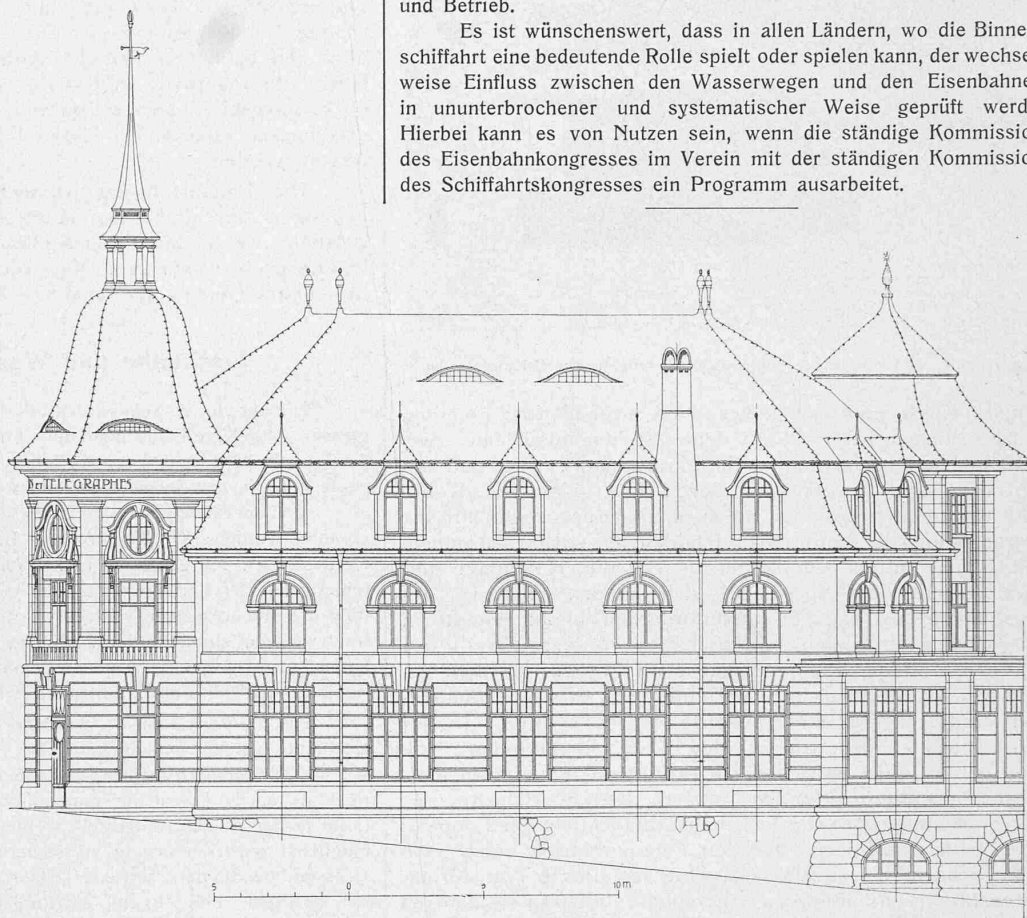 und Betrieb.
Es ist wünschenswert, dass in allen Ländern, wo die Binne
schiffahrt eine bedeutende Rolle spielt oder spielen kann, der wechse
weise Einfluss zwischen den Wasserwegen und den Eisenbahne
in ununterbrochener und systematischer Weise geprüft werd
Hierbei kann es von Nutzen sein, wenn die ständige Kommissio
des Eisenbahnkongresses im Verein mit der ständigen Kommissio
des Schiffahrtskongresses ein Programm ausarbeitet.
TELEGRAPHES
5 0 5 10 m